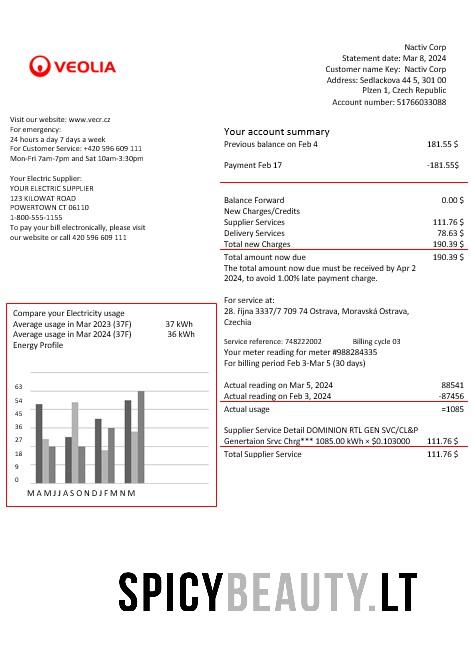 Nactiv Corp
Statement date: Mar 8, 2024
Customer name Key: Nactiv Corp
Address: Sedlackova 44 5, 301 00
Plzen 1, Czech Republic
Account number: 51766033088
VEOLIA
Visit our website: www.vecr.cz
For emergency:
24 hours a day 7 days a week
For Customer Service: +420 596 609 111
Mon-Fri 7am-7pm and Sat 10am-3:30pm
Your Electric Supplier:
YOUR ELECTRIC SUPPLIER
123 KILOWAT ROAD
POWERTOWN CT 06110
1-800-555-1155
To pay your bill electronically, please visit
our website or call 420 596 609 111
Your account summary
Previous balance on Feb 4 181.55 $
Payment Feb 17 -181.55$
Balance Forward 0.00 $
New Charges/Credits
Supplier Services 111.76 $
Delivery Services 78.63 $
Total new Charges 190.39 $
Total amount now due 190.39 $
The total amount now due must be received by Apr 2
2024, to avoid 1.00% late payment charge.
For service at:
28. října 3337/7 709 74 Ostrava, Moravská Ostrava,
Czechia
Service reference: 748222002 Billing cycle 03
Your meter reading for meter #988284335
For billing period Feb 3-Mar 5 (30 days)
Actual reading on Mar 5, 2024 88541
Actual reading on Feb 3, 2024 -87456
Actual usage =1085
Supplier Service Detail DOMINION RTL GEN SVC/CL&P
Genertaion Srvc Chrg*** 1085.00 kWh × $0.103000 111.76 $
Total Supplier Service 111.76 $
Compare your Electricity usage
Average usage in Mar 2023 (37F) 37 kWh
Average usage in Mar 2024 (37F) 36 kWh
Energy Profile
63
54
45
36
27
18
9
0
M A M J J A S O N D J F M N M
SPICYBEAUTY.LT